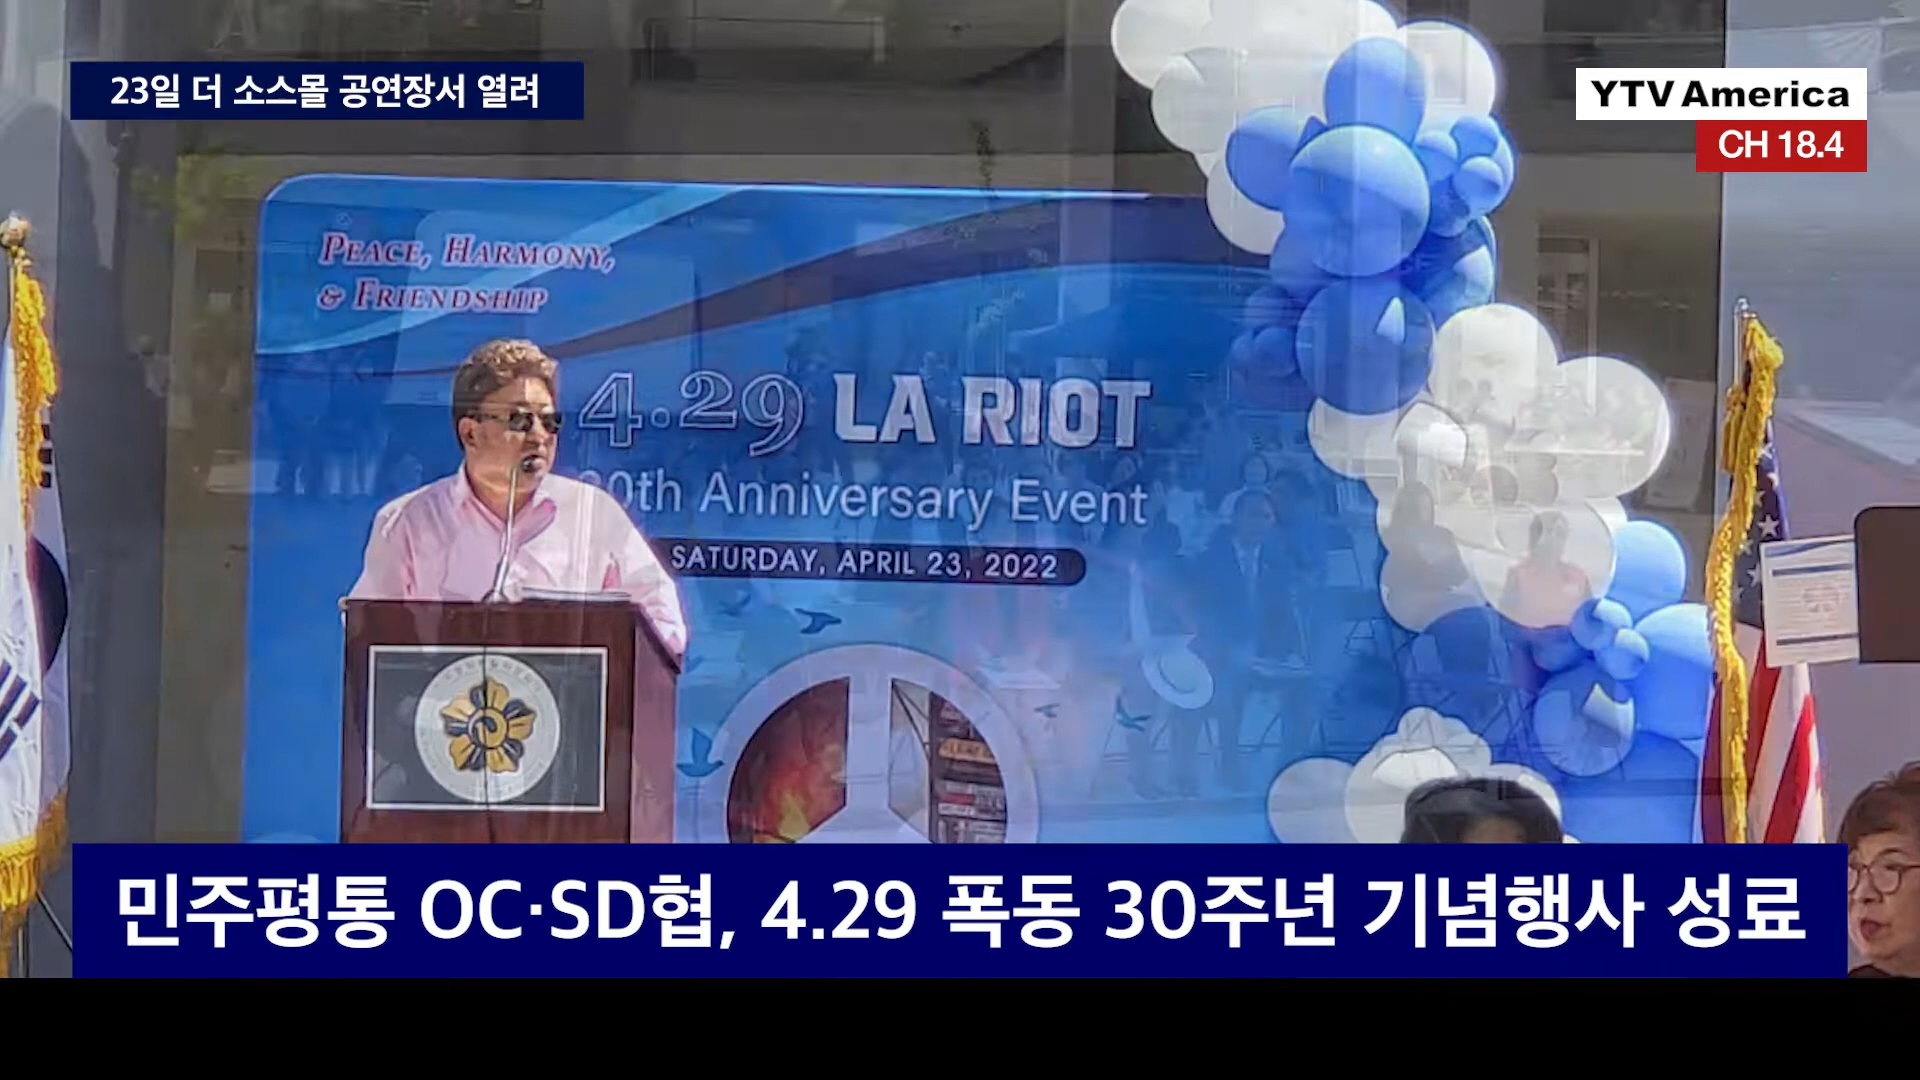 23일 더 소스몰 공연장서 열려
YTV America
CH 18.4
PEACE, HARMONY,
& FRIENDSHIP
4.29 LA RIOT
Anniversary Event
SATURDAY, APRIL 23, 2022
민주평통 OC·SD협, 4.29 폭동 30주년 기념행사 성료